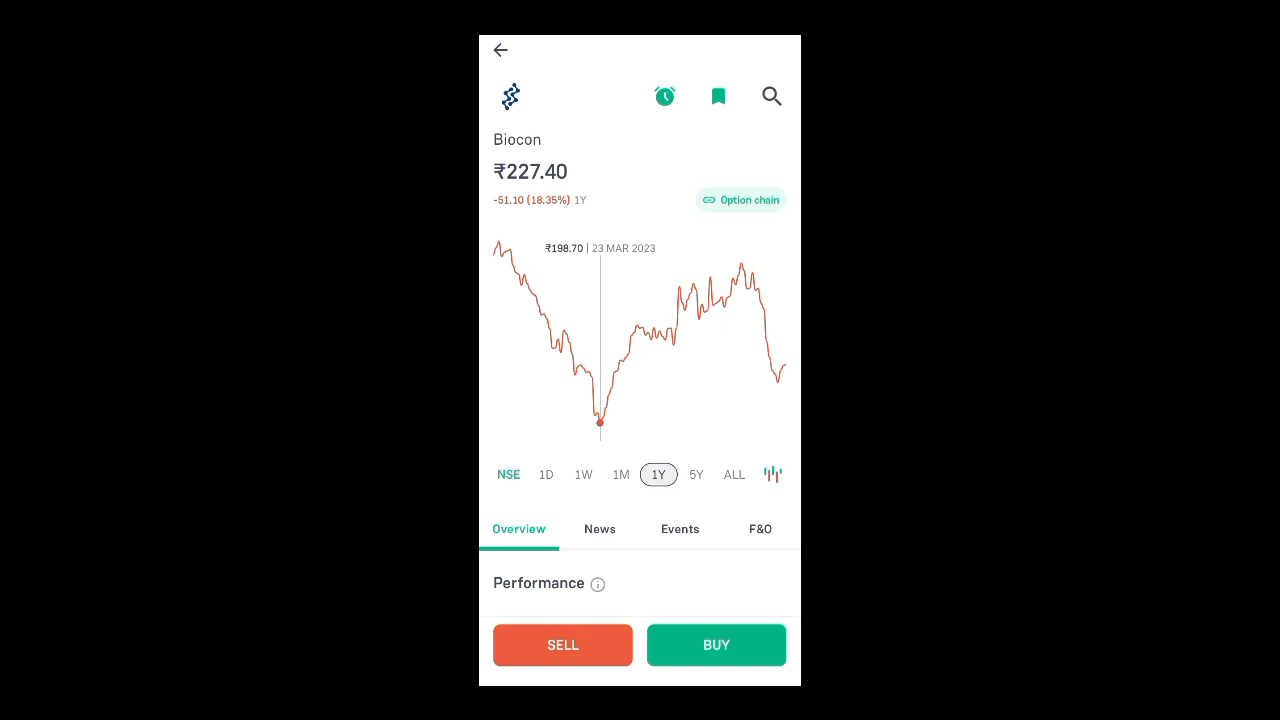 Biocon
₹227.40
-51.10 (18.35%) 1Y
Option chain
₹198.70 | 23 MAR 2023
NSE 1D 1W 1M 1Y 5Y ALL
Overview News Events F&O
Performance
SELL BUY